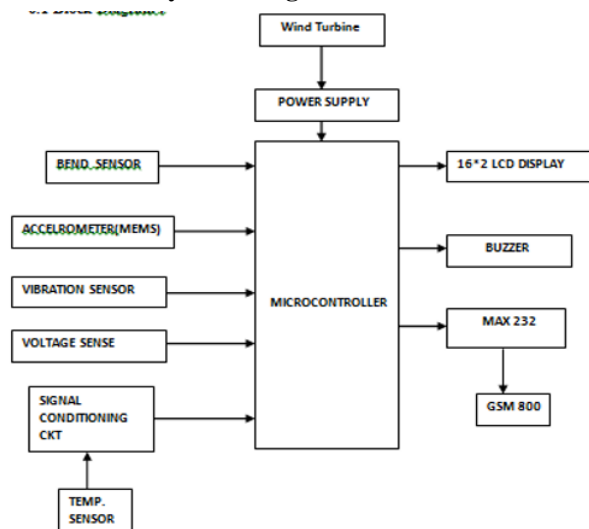 Wind Turbine
POWER SUPPLY
BEND. SENSOR
16*2 LCD DISPLAY
ACCELROMETER(MEMS)
BUZZER
VIBRATION SENSOR
MICROCONTROLLER
MAX 232
VOLTAGE SENSE
SIGNAL
CONDITIONING
CKT
GSM 800
TEMP.
SENSOR